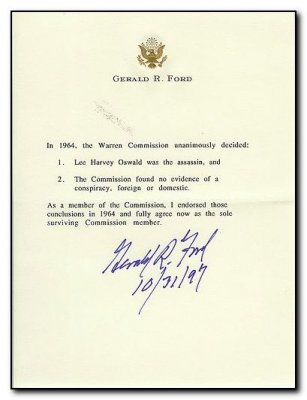 GERALD R. FORD
In 1964, the Warren Commission unanimously decided:
1. Lee Harvey Oswald was the assassin, and
2. The Commission found no evidence of a
conspiracy, foreign or domestic.
As a member of the Commission, I endorsed those
conclusions in 1964 and fully agree now as the sole
surviving Commission member.
Gerald R. Ford
10/31/97